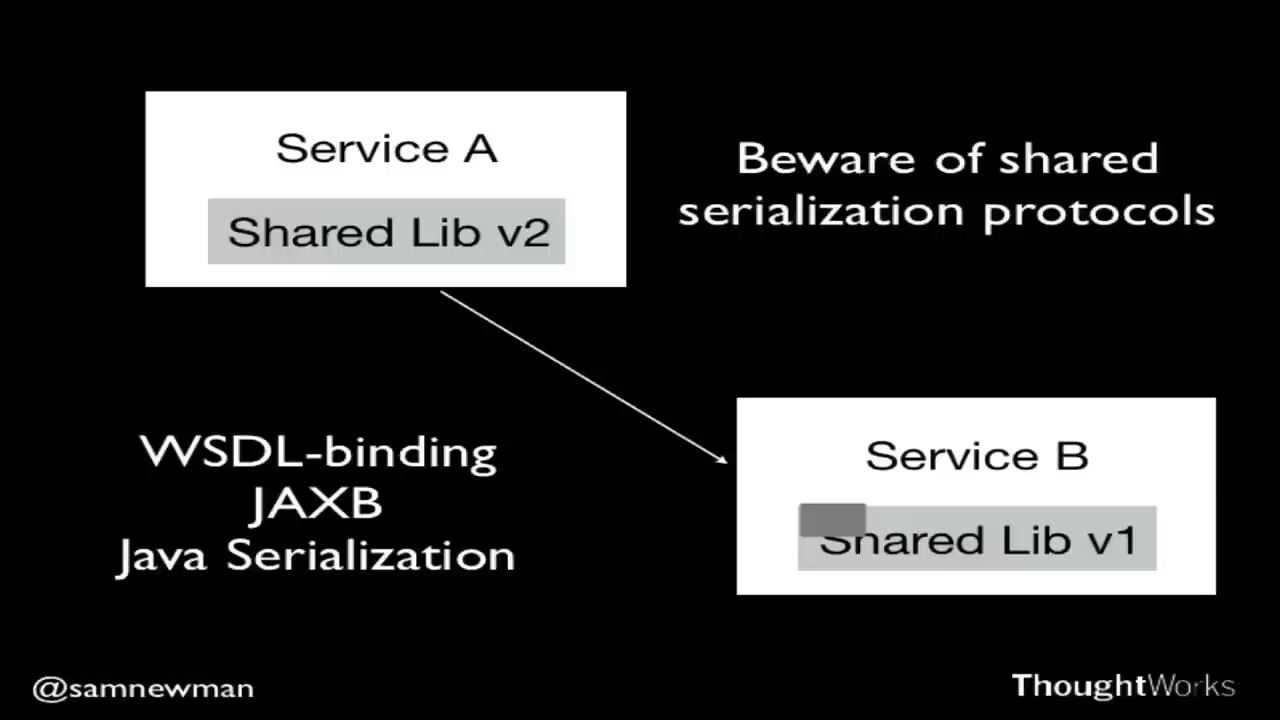 Service A
Shared Lib v2
Beware of shared
serialization protocols
WSDL-binding
JAXB
Java Serialization
Service B
Shared Lib v1
@samnewman
ThoughtWorks